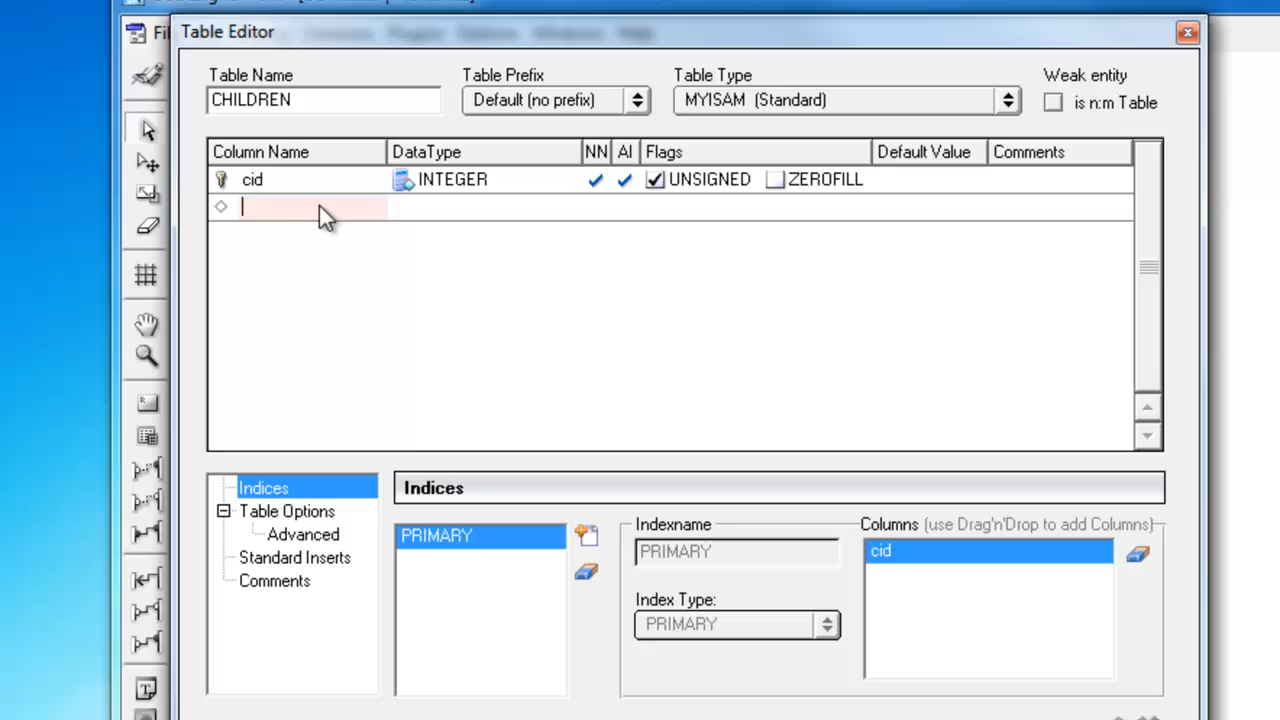 Fil
Table Editor
Table Name
Table Prefix
Table Type
Weak entity
CHILDREN
Default (no prefix)
MYISAM (Standard)
is n:m Table
Column Name
DataType
NN
AI
Flags
Default Value
Comments
cid
INTEGER
UNSIGNED
ZEROFILL
Indices
Table Options
Advanced
Standard Inserts
Comments
Indices
PRIMARY
Indexname
PRIMARY
Index Type:
PRIMARY
Columns (use Drag'n'Drop to add Columns)
cid